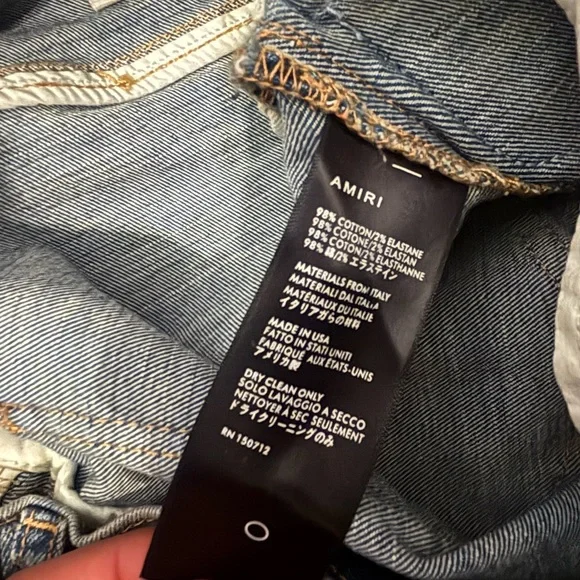 AMIRI
98% COTTON/2% ELASTANE
98% COTONE/2% ELASTAN
98% COTON/2% ELASTHANNE
98% 綿/2% エラステイン
MATERIALS FROM ITALY
MATERIALI DAL ITALIA
MATÉRIAUX DU ITALIE
イタリアがらの材料
MADE IN USA
FATTO IN STATI UNITI
FABRIQUÉ AUX ÉTATS-UNIS
アメリカ製
DRY CLEAN ONLY
SOLO LAVAGGIO A SECCO
NETTOYER À SEC SEULEMENT
ドライクリーニングのみ
RN 150712